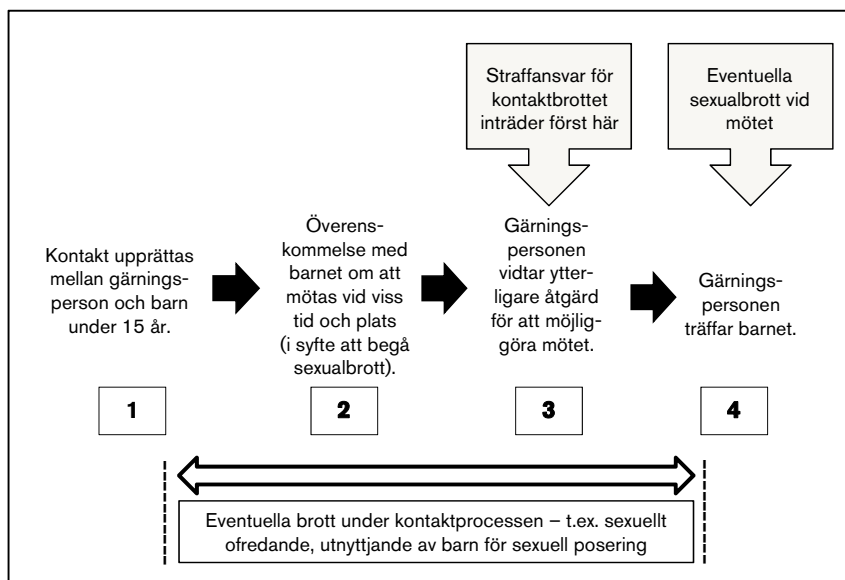 Straffansvar för
kontaktbrottet
inträder först här
Eventuella
sexualbrott vid
mötet
Kontakt upprättas
mellan gärnings-
person och barn
under 15 år.
Överens-
kommelse med
barnet om att
mötas vid viss
tid och plats
(i syfte att begå
sexualbrott).
Gärnings-
personen
vidtar ytter-
ligare åtgärd
för att möjlig-
göra mötet.
Gärnings-
personen
träffar barnet.
1
2
3
4
Eventuella brott under kontaktprocessen – t.ex. sexuellt
ofredande, utnyttjande av barn för sexuell posering